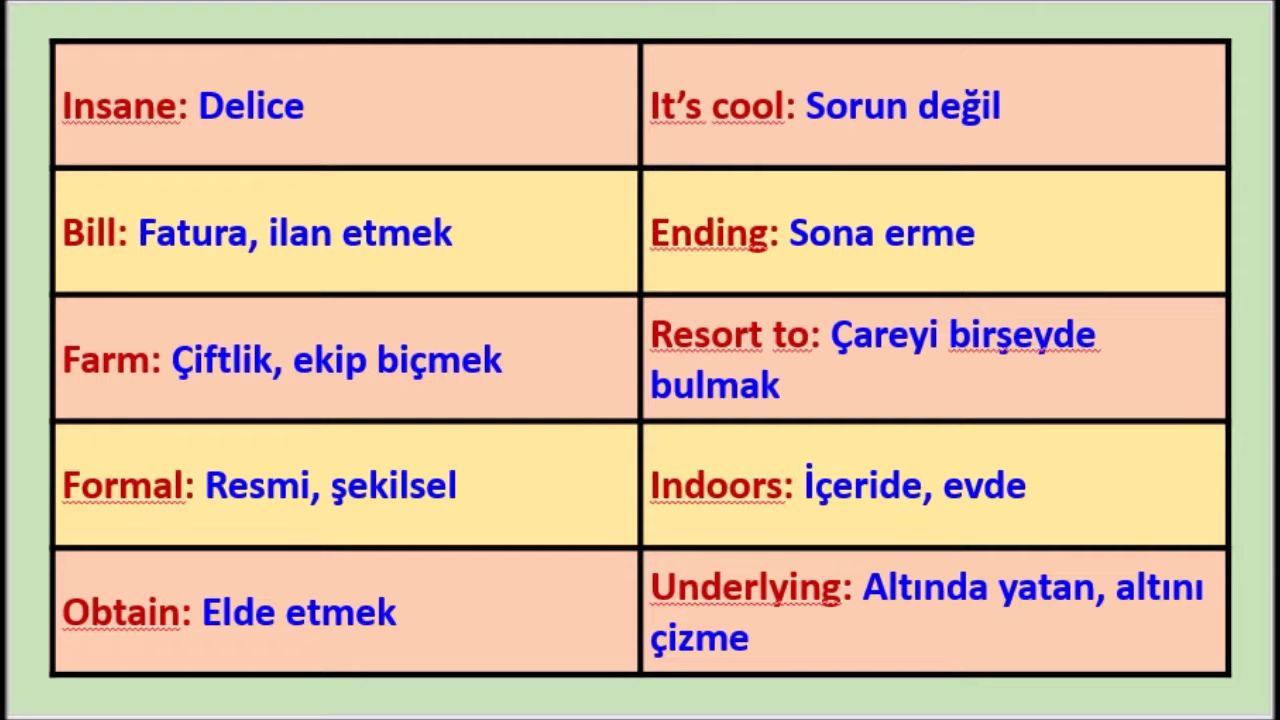 Insane: Delice
It’s cool: Sorun değil
Bill: Fatura, ilan etmek
Ending: Sona erme
Farm: Çiftlik, ekip biçmek
Resort to: Çareyi birşeyde
bulmak
Formal: Resmi, şekilsel
Indoors: İçeride, evde
Obtain: Elde etmek
Underlying: Altında yatan, altını
çizme